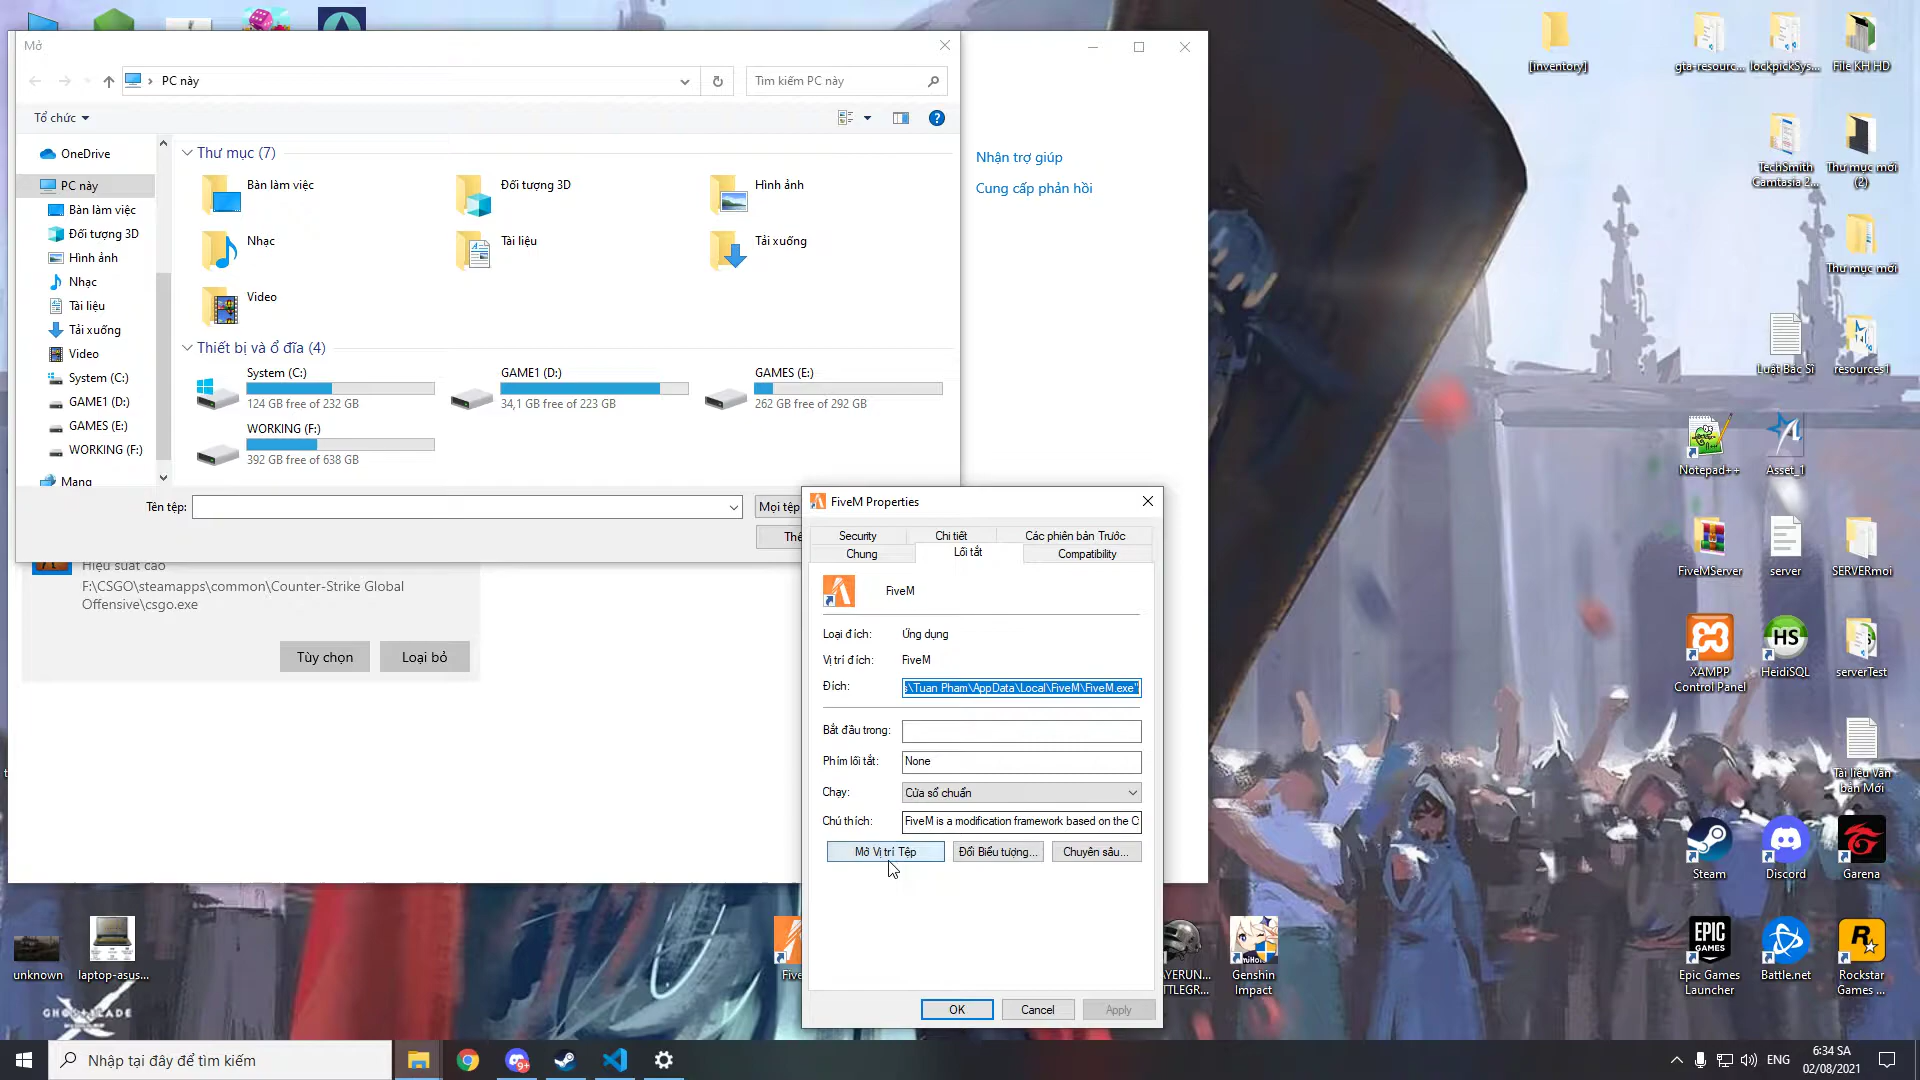 Mở
PC này
Tìm kiếm PC này
Tổ chức
OneDrive
PC này
Bàn làm việc
Đối tượng 3D
Hình ảnh
Nhạc
Tài liệu
Tải xuống
Video
System (C:)
GAME1 (D:)
GAMES (E:)
WORKING (F:)
Mạng
Thư mục (7)
Bàn làm việc
Đối tượng 3D
Hình ảnh
Nhạc
Tài liệu
Tải xuống
Video
Thiết bị và ổ đĩa (4)
System (C:)
124 GB free of 232 GB
GAME1 (D:)
34,1 GB free of 223 GB
GAMES (E:)
262 GB free of 292 GB
WORKING (F:)
392 GB free of 638 GB
Tên tệp:
Mọi tệp
Nhận trợ giúp
Cung cấp phản hồi
Hiệu suất cao
F:\CSGO\steamapps\common\Counter-Strike Global
Offensive\csgo.exe
Tùy chọn
Loại bỏ
FiveM Properties
Security
Chi tiết
Các phiên bản Trước
Chung
Lối tắt
Compatibility
FiveM
Loại đích:
Ứng dụng
Vị trí đích:
FiveM
Đích:
s\Tuan Pham\AppData\Local\FiveM\FiveM.exe"
Bắt đầu trong:
Phím lối tắt:
None
Chạy:
Cửa sổ chuẩn
Chú thích:
FiveM is a modification framework based on the C
Mở Vị trí Tệp
Đổi Biểu tượng...
Chuyên sâu...
OK
Cancel
Apply
[inventory]
gta-resourc...
lockpickSys...
File KH HD
TechSmith
Camtasia 2...
Thư mục mới
(2)
Thư mục mới
Luật Bác Sĩ
resources1
Notepad++
Asset_1
FiveMServer
server
SERVERmoi
XAMPP
Control Panel
HS
HeidiSQL
serverTest
Tài liệu Văn
bản Mới
Steam
Discord
Garena
EPIC
GAMES
Epic Games
Launcher
Battle.net
Rockstar
Games ...
unknown
laptop-asus...
Five
AYERUN...
TTLEGR...
Genshin
Impact
GHOSTBLADE
Nhập tại đây để tìm kiếm
9+
ENG
6:34 SA
02/08/2021